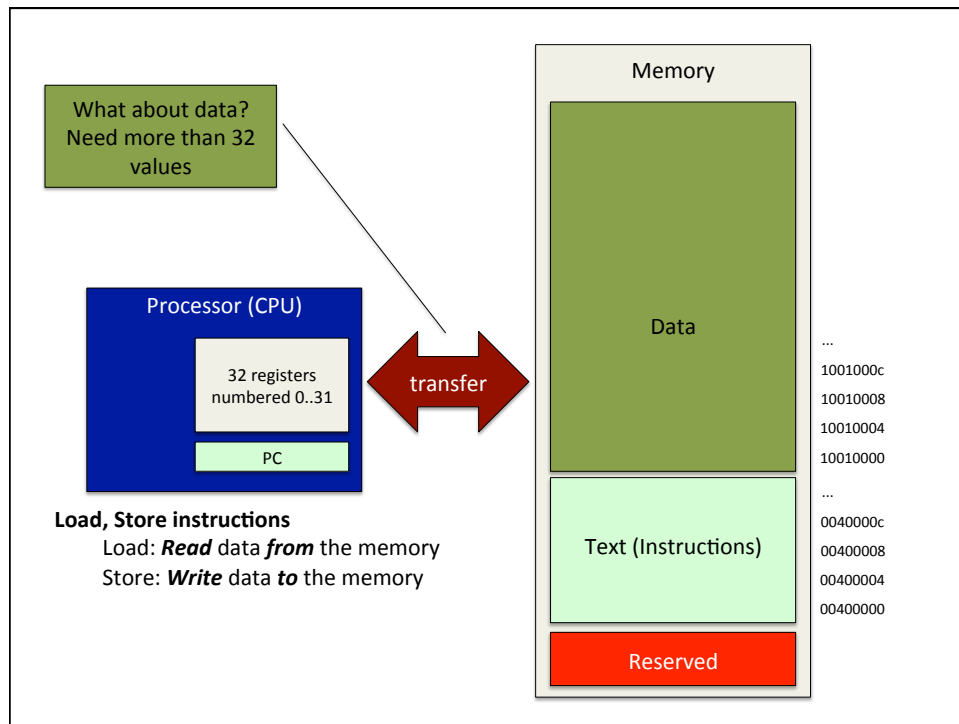 What about data?
Need more than 32
values
Processor (CPU)
32 registers
numbered 0..31
PC
transfer
Load, Store instructions
Load: Read data from the memory
Store: Write data to the memory
Memory
Data
Text (Instructions)
Reserved
...
1001000c
10010008
10010004
10010000
...
0040000c
00400008
00400004
00400000